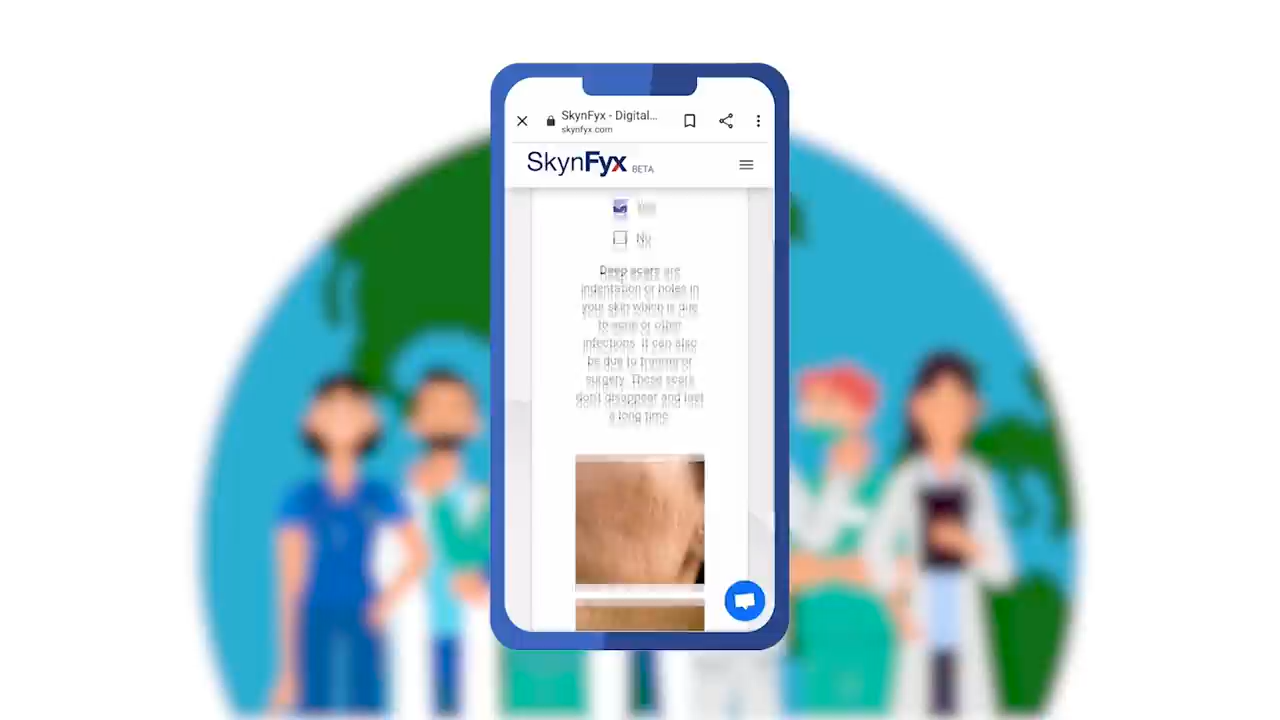 SkynFyx - Digital...
skynfyx.com
SkynFyx BETA
Yes
No
Deep scars are
indentation or holes in
your skin which is due
to acne or other
infections. It can also
be due to trauma or
surgery. These scars
don't disappear and last
a long time.